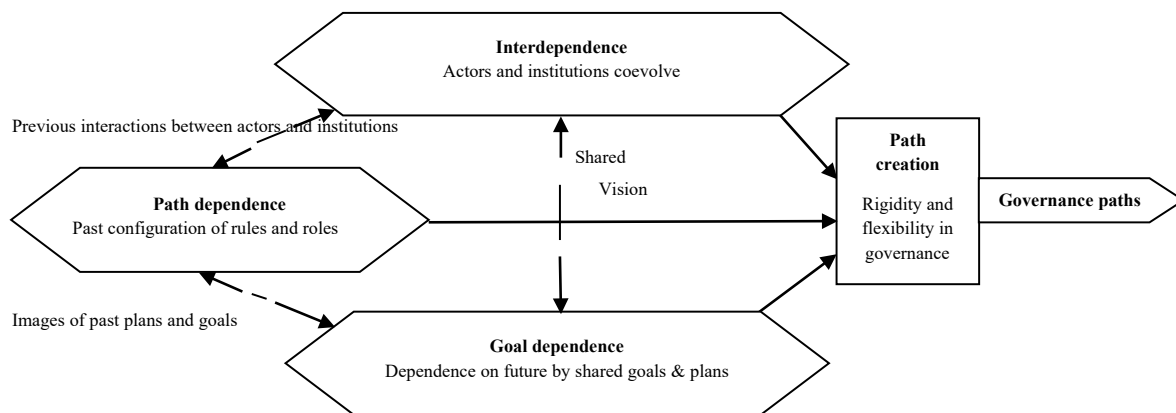 Interdependence
Actors and institutions coevolve
Previous interactions between actors and institutions
Shared
Vision
Path dependence
Past configuration of rules and roles
Path
creation
Rigidity and
flexibility in
governance
Governance paths
Images of past plans and goals
Goal dependence
Dependence on future by shared goals & plans